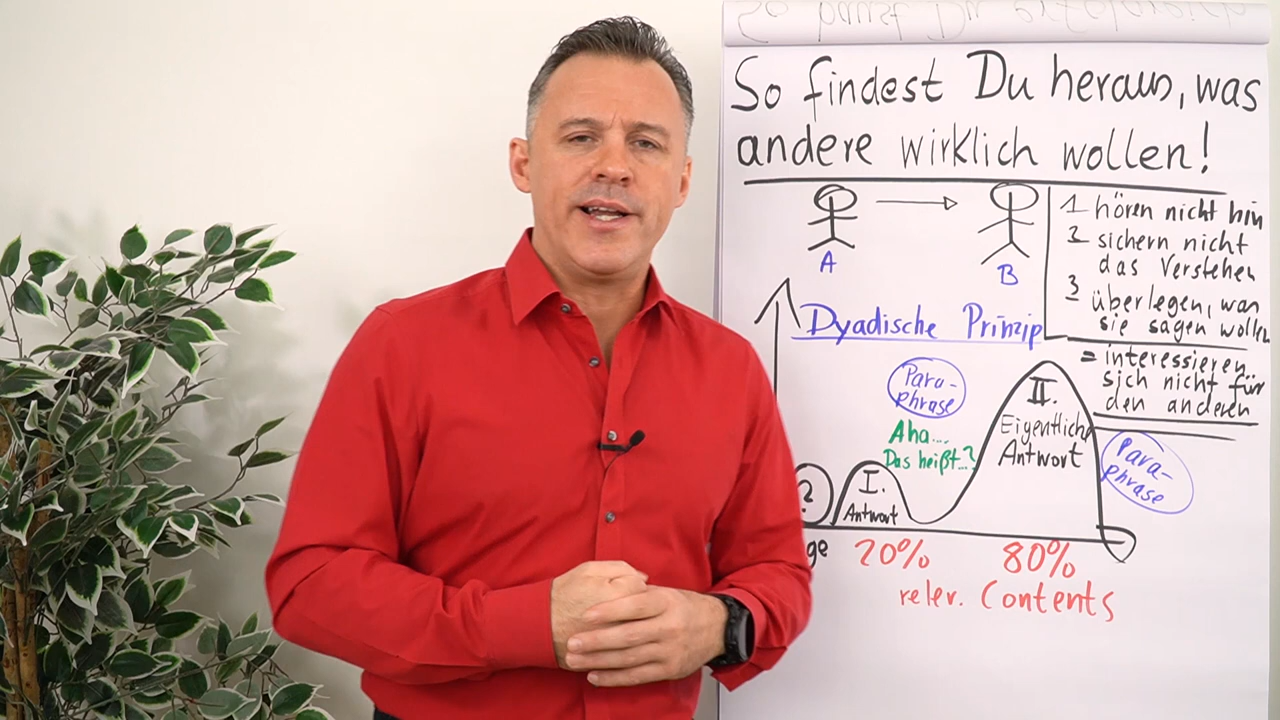 So findest Du heraus, was
andere wirklich wollen!
A
B
1 hören nicht hin
2 sichern nicht
das Verstehen
3 überlegen, was
sie sagen wollen
= interessieren
sich nicht für
den anderen
Dyadische Prinzip
Para-
phrase
Aha...
Das heißt...?
?
I.
Antwort
II.
Eigentliche
Antwort
Para-
phrase
20%
80%
relev. Contents